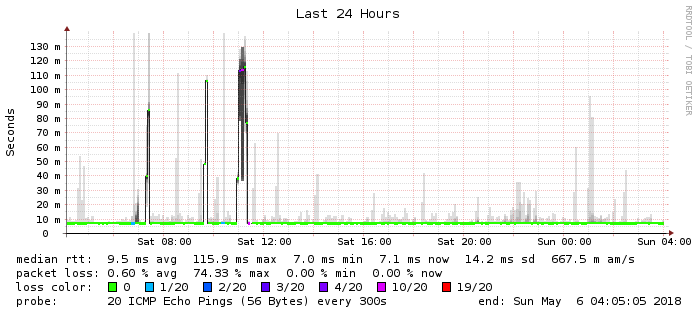 Last 24 Hours
RRDTOOL / TOBI OETIKER
Seconds
130 m
120 m
110 m
100 m
90 m
80 m
70 m
60 m
50 m
40 m
30 m
20 m
10 m
0
Sat 08:00 Sat 12:00 Sat 16:00 Sat 20:00 Sun 00:00 Sun 04:00
median rtt: 9.5 ms avg 115.9 ms max 7.0 ms min 7.1 ms now 14.2 ms sd 667.5 m am/s
packet loss: 0.60 % avg 74.33 % max 0.00 % min 0.00 % now
loss color: 0 1/20 2/20 3/20 4/20 10/20 19/20
probe: 20 ICMP Echo Pings (56 Bytes) every 300s end: Sun May 6 04:05:05 2018